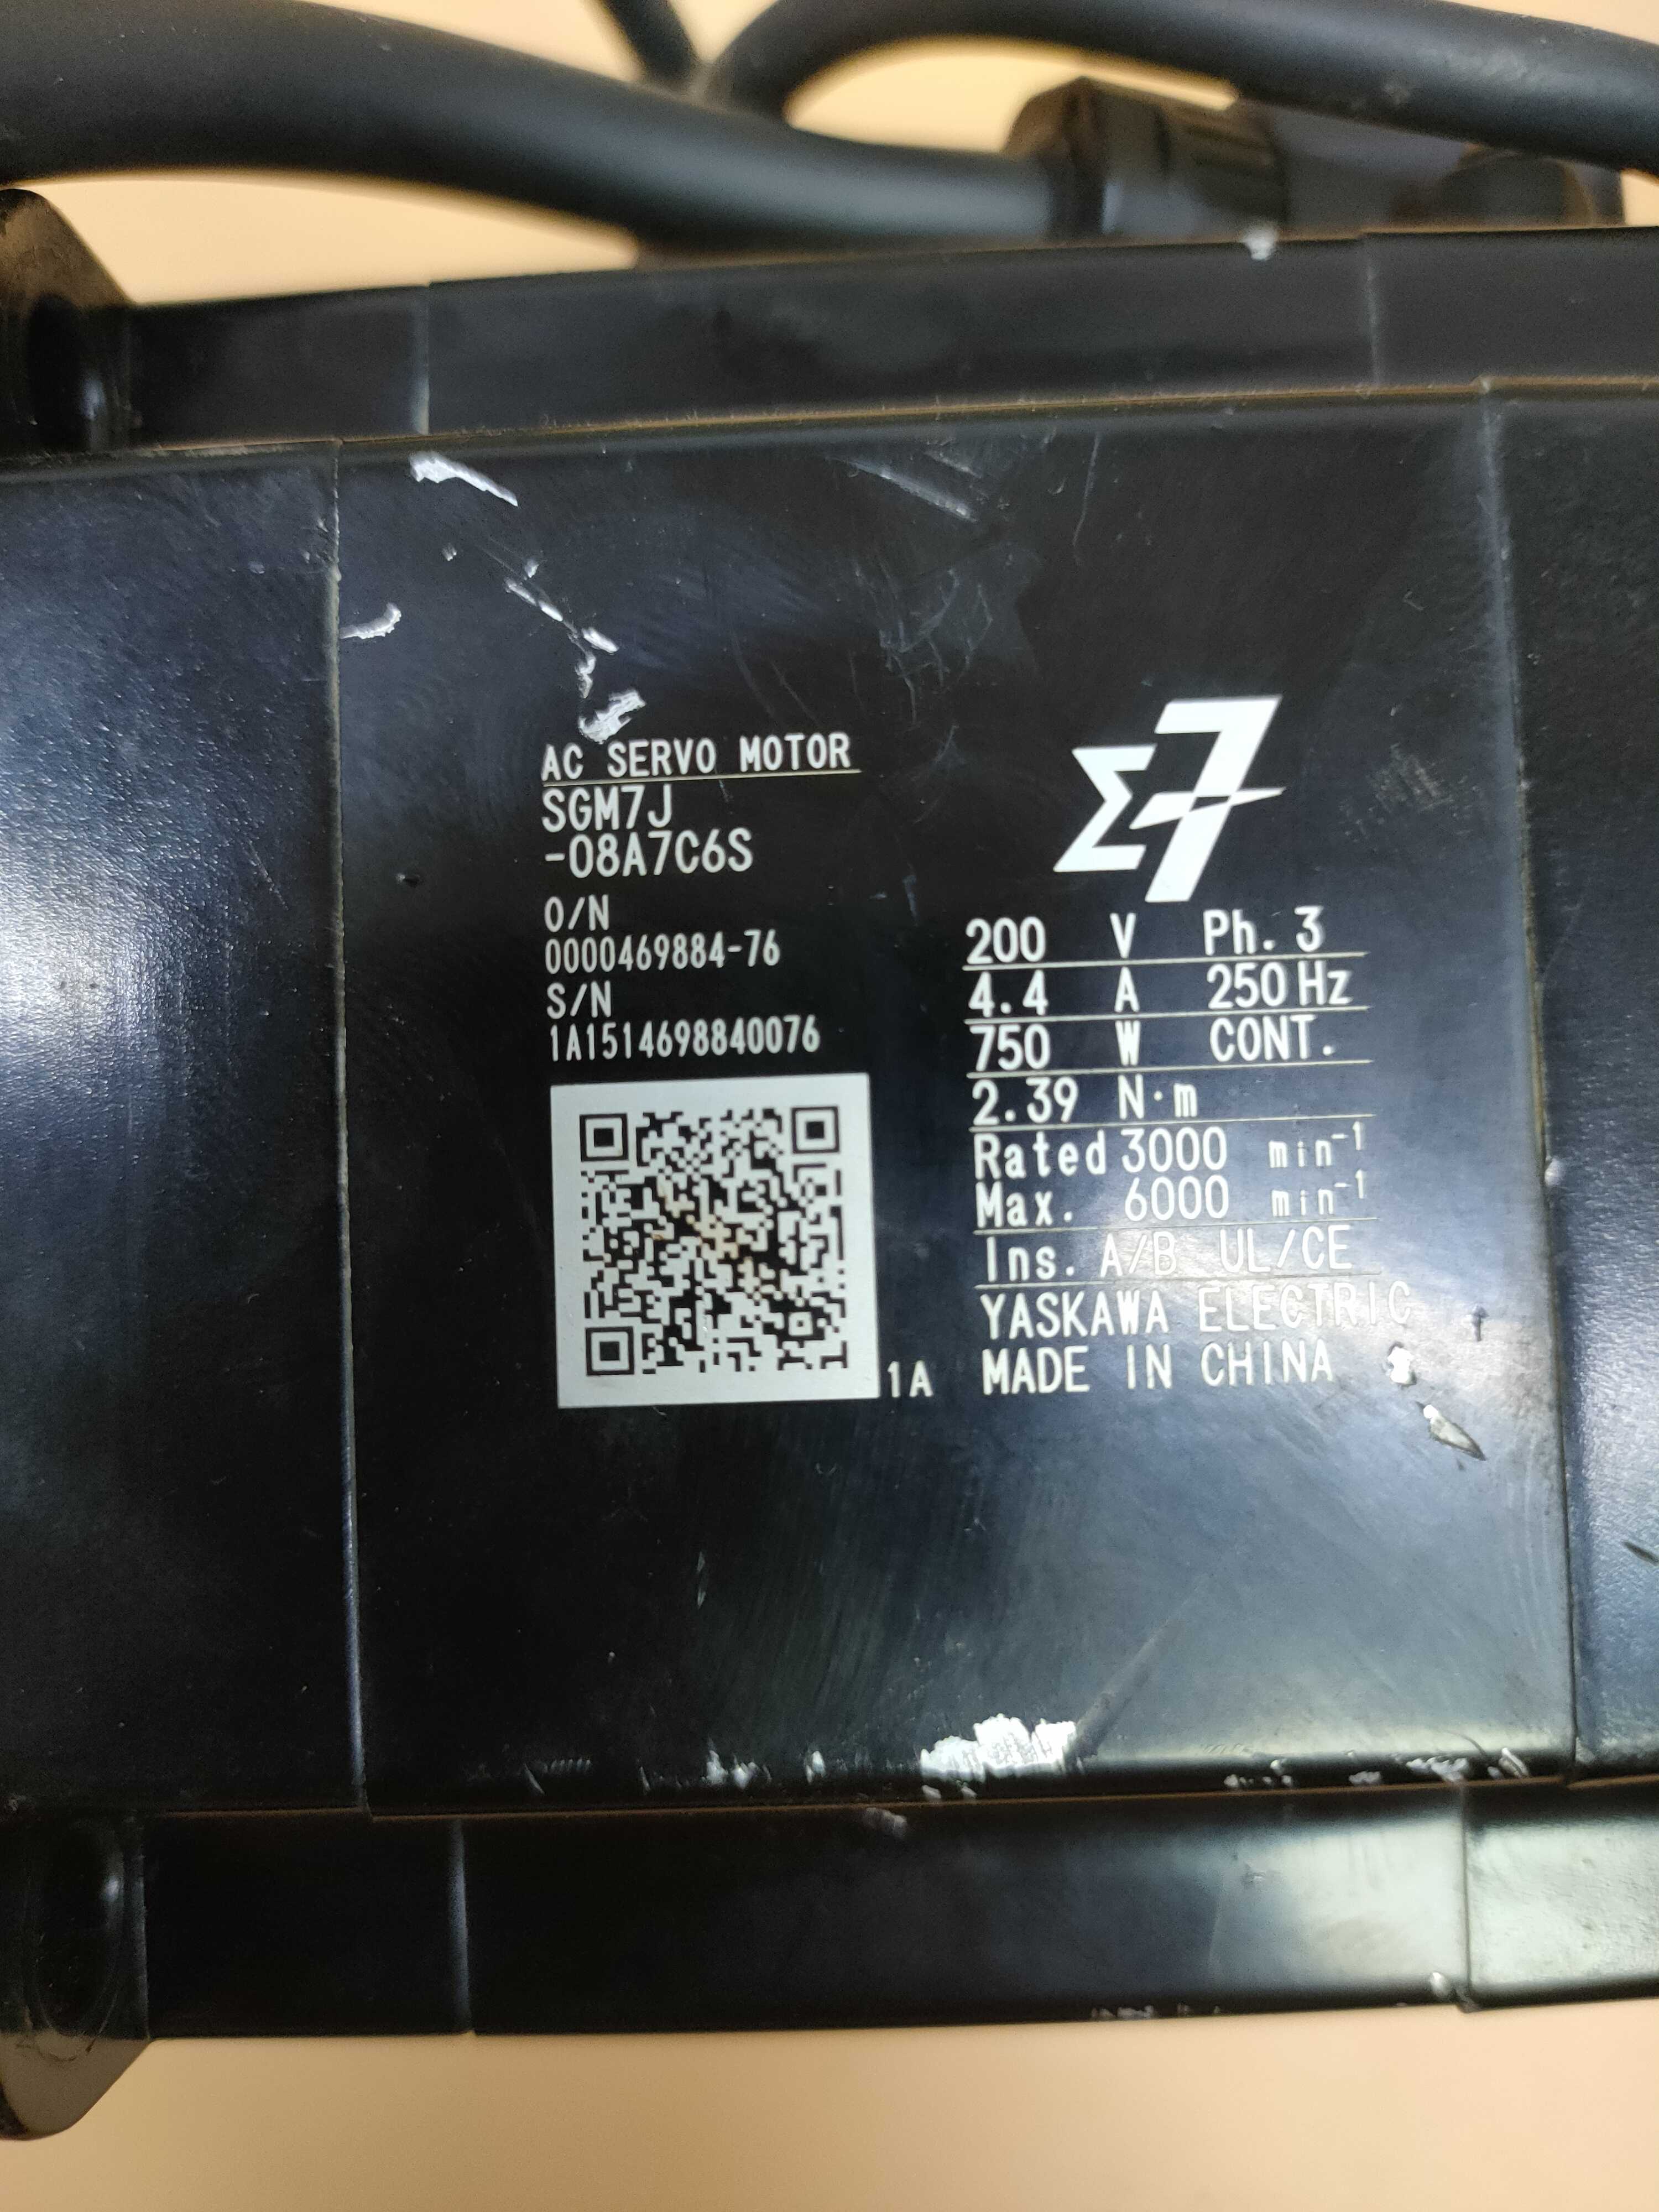 AC SERVO MOTOR
SGM7J
-08A7C6S
O/N
0000469884-76
S/N
1A1514698840076
1A
Σ7
200 V Ph. 3
4.4 A 250 Hz
750 W CONT.
2.39 N·m
Rated 3000 min⁻¹
Max. 6000 min⁻¹
Ins. A/B UL/CE
YASKAWA ELECTRIC
MADE IN CHINA